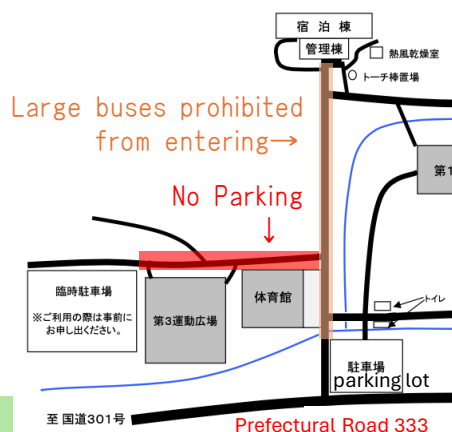 宿 泊 棟
管理棟
熱風乾燥室
トーチ棒置場
Large buses prohibited
from entering→
第1
No Parking
↓
臨時駐車場
※ご利用の際は事前に
お申し出ください。
第3運動広場
体育館
トイレ
駐車場
parking lot
至 国道301号
Prefectural Road 333